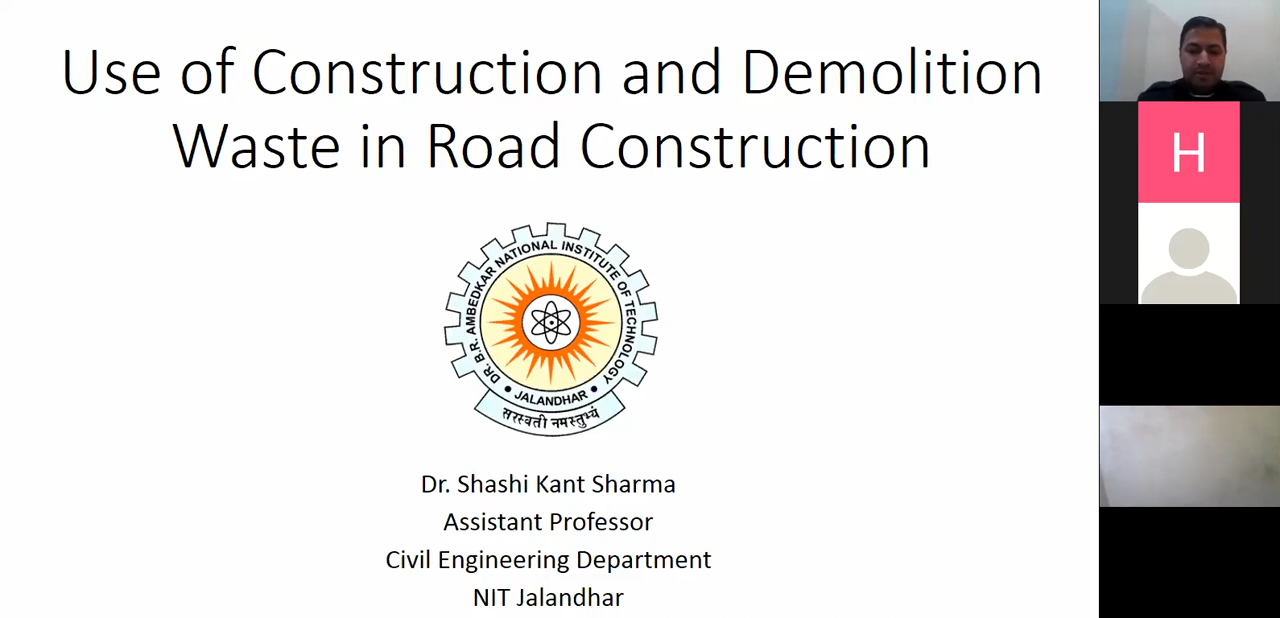 Use of Construction and Demolition
Waste in Road Construction
DR. B.R. AMBEDKAR NATIONAL INSTITUTE OF TECHNOLOGY
JALANDHAR
सरस्वती नमस्तुभ्यं
Dr. Shashi Kant Sharma
Assistant Professor
Civil Engineering Department
NIT Jalandhar
H